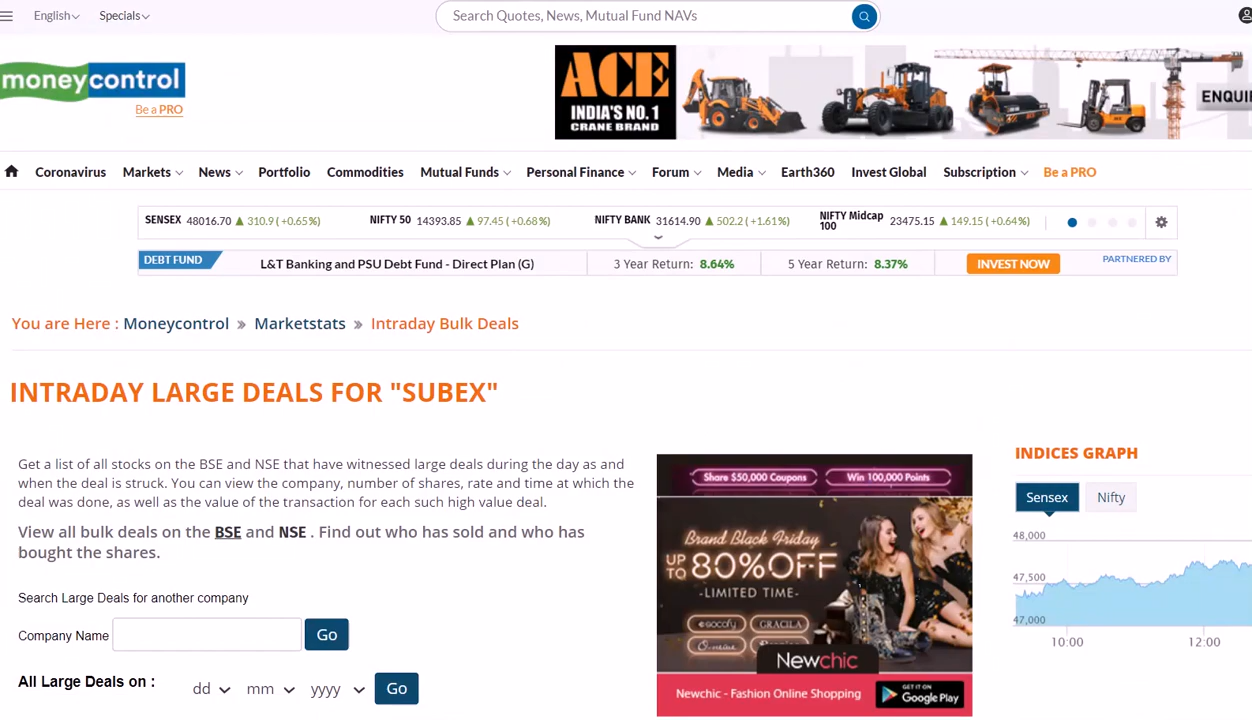 English
Specials
Search Quotes, News, Mutual Fund NAVs
moneycontrol
Be a PRO
ACE
INDIA'S NO. 1
CRANE BRAND
Coronavirus Markets News Portfolio Commodities Mutual Funds Personal Finance Forum Media Earth360 Invest Global Subscription Be a PRO
SENSEX 48016.70 ▲ 310.9 (+0.65%) NIFTY 50 14393.85 ▲ 97.45 (+0.68%) NIFTY BANK 31614.90 ▲ 502.2 (+1.61%) NIFTY Midcap 100 23475.15 ▲ 149.15 (+0.64%)
DEBT FUND L&T Banking and PSU Debt Fund - Direct Plan (G) 3 Year Return: 8.64% 5 Year Return: 8.37% INVEST NOW PARTNERED BY
You are Here : Moneycontrol » Marketstats » Intraday Bulk Deals
INTRADAY LARGE DEALS FOR "SUBEX"
Get a list of all stocks on the BSE and NSE that have witnessed large deals during the day as and
when the deal is struck. You can view the company, number of shares, rate and time at which the
deal was done, as well as the value of the transaction for each such high value deal.
View all bulk deals on the BSE and NSE . Find out who has sold and who has
bought the shares.
Search Large Deals for another company
Company Name Go
All Large Deals on : dd mm yyyy Go
Share $50,000 Coupons Win 100,000 Points
Brand Black Friday
UP TO 80% OFF
-LIMITED TIME-
socofy GRACILA
Newchic
Newchic - Fashion Online Shopping
GET IT ON
Google Play
INDICES GRAPH
Sensex Nifty
48,000
47,500
47,000
10:00 12:00